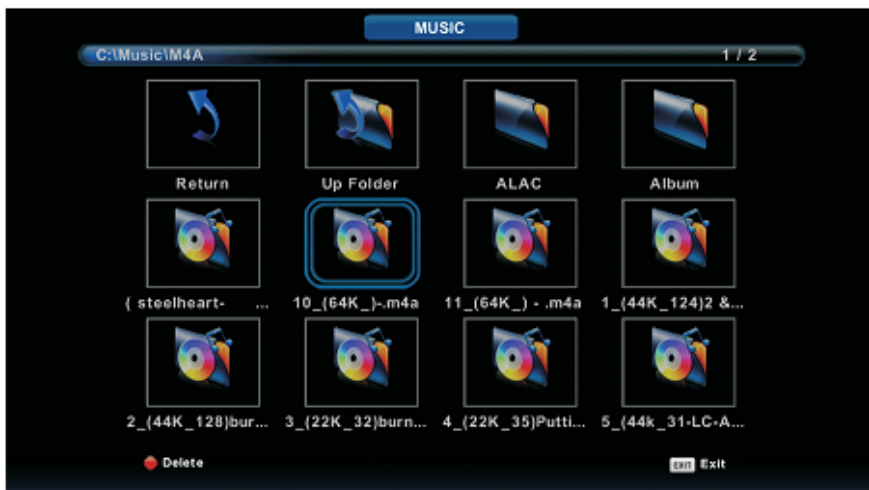 MUSIC
C:\Music\M4A 1 / 2
Return Up Folder ALAC Album
( steelheart- ... 10_(64K_)-.m4a 11_(64K_) - .m4a 1_(44K_124)2 &...
2_(44K_128)bur... 3_(22K_32)burn... 4_(22K_35)Putti... 5_(44k_31-LC-A...
Delete EXIT Exit